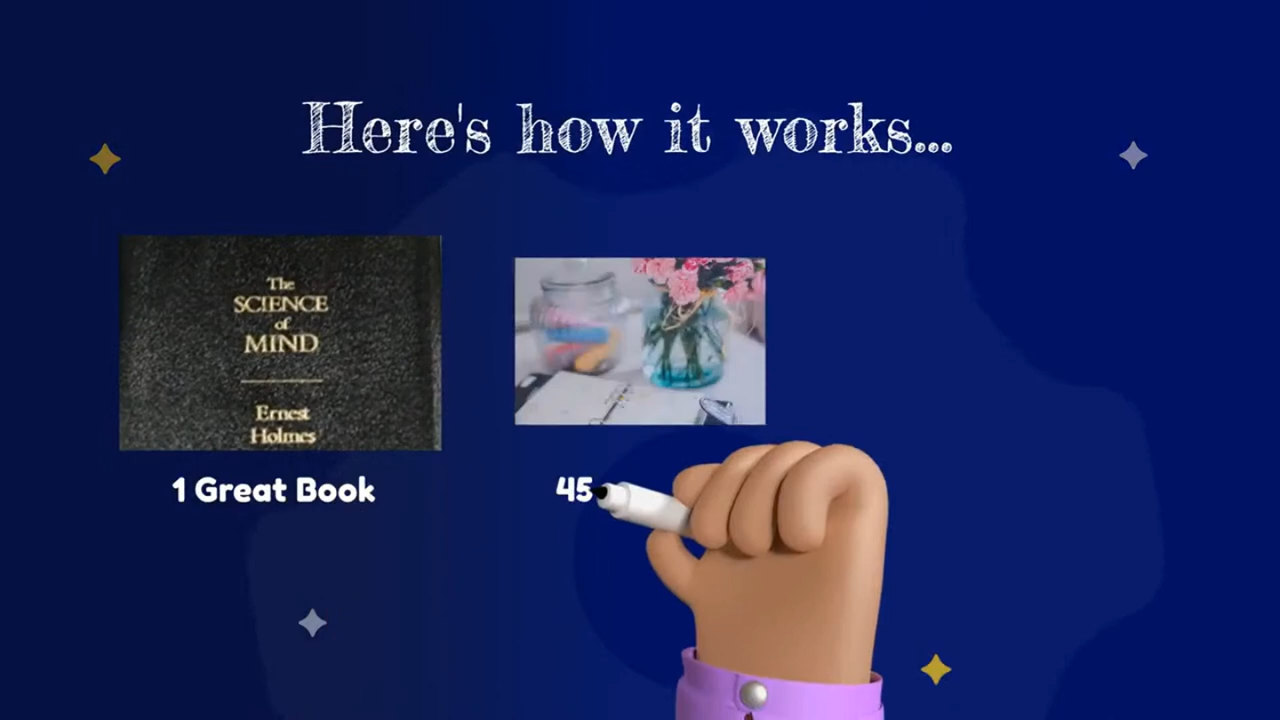 Here's how it works...
The
SCIENCE
of
MIND
Ernest
Holmes
1 Great Book
45